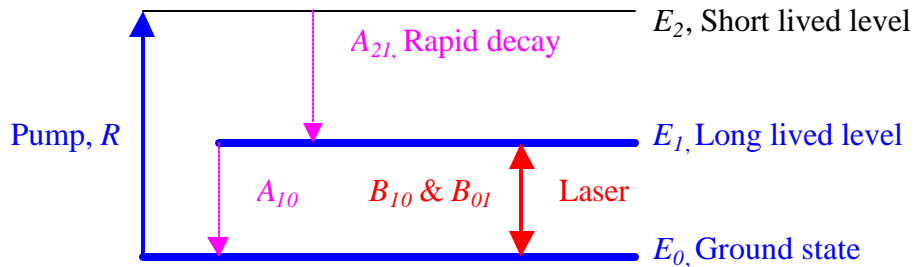 E2, Short lived level
A21, Rapid decay
Pump, R
E1, Long lived level
A10
B10 & B01
Laser
E0, Ground state